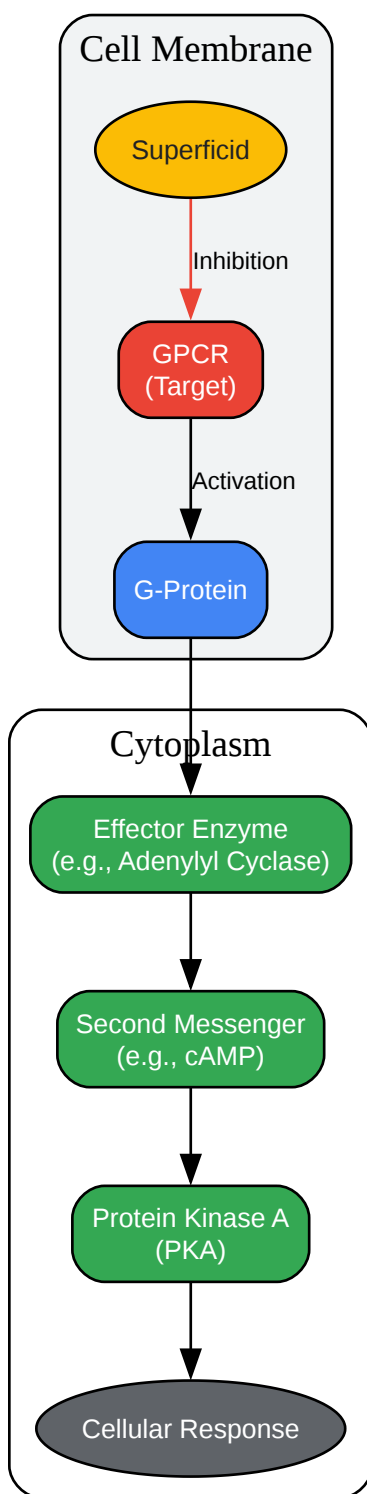 Cell Membrane
Superficid
Inhibition
GPCR
(Target)
Activation
G-Protein
Cytoplasm
Effector Enzyme
(e.g., Adenylyl Cyclase)
Second Messenger
(e.g., cAMP)
Protein Kinase A
(PKA)
Cellular Response